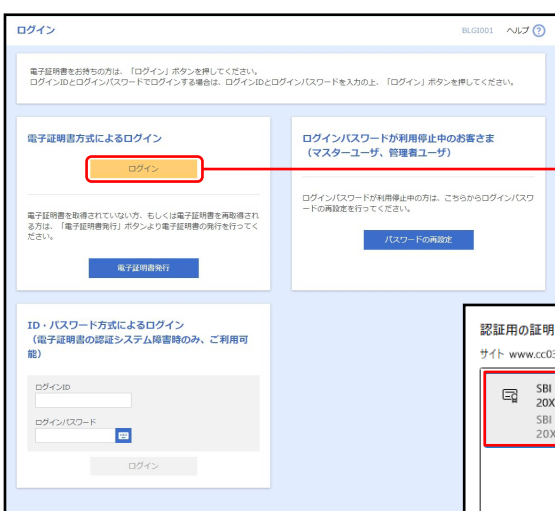 ログイン
BLGI001 ヘルプ ?
電子証明書をお持ちの方は、「ログイン」ボタンを押してください。
ログインIDとログインパスワードでログインする場合は、ログインIDとログインパスワードを入力の上、「ログイン」ボタンを押してください。
電子証明書方式によるログイン
ログイン
電子証明書を取得されていない方、もしくは電子証明書を再取得され
る方は、「電子証明書発行」ボタンより電子証明書の発行を行ってく
ださい。
電子証明書発行
ログインパスワードが利用停止中のお客さま
(マスターユーザ、管理者ユーザ)
ログインパスワードが利用停止中の方は、こちらからログインパスワ
ードの再設定を行ってください。
パスワードの再設定
ID・パスワード方式によるログイン
(電子証明書の認証システム障害時のみ、ご利用可
能)
ログインID
ログインパスワード
ログイン
認証用の証明
サイト www.cc03
SBI
20X
SBI
20X